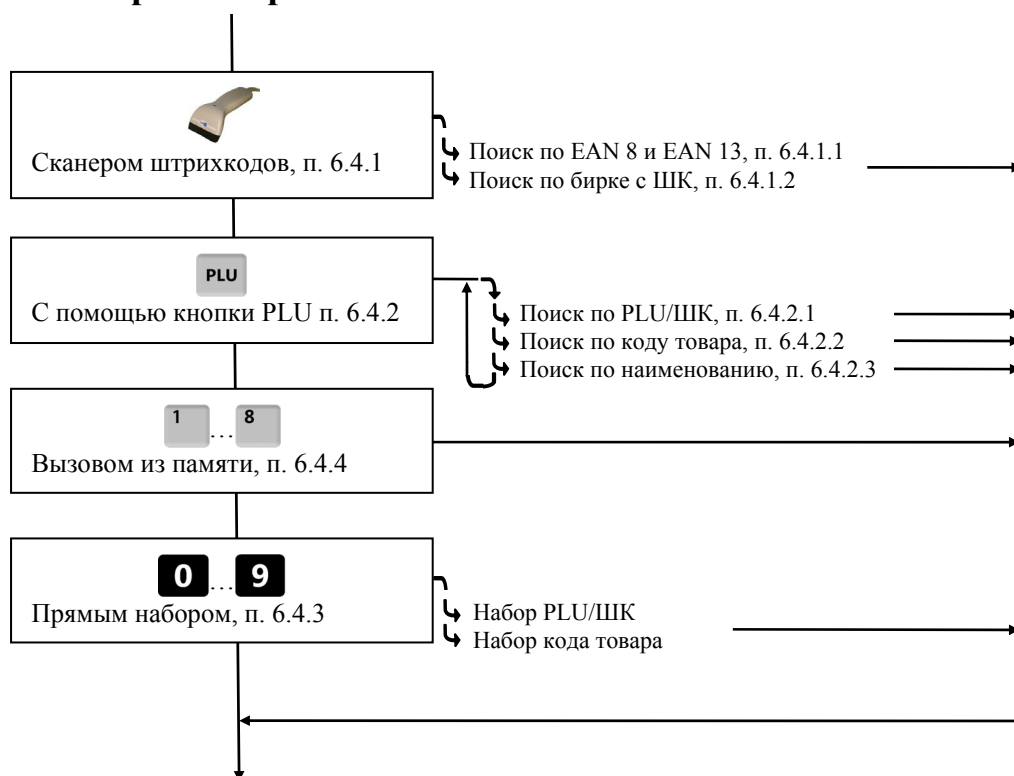 Сканером штрихкодов, п. 6.4.1
Поиск по EAN 8 и EAN 13, п. 6.4.1.1
Поиск по бирке с ШК, п. 6.4.1.2
PLU
С помощью кнопки PLU п. 6.4.2
Поиск по PLU/ШК, п. 6.4.2.1
Поиск по коду товара, п. 6.4.2.2
Поиск по наименованию, п. 6.4.2.3
1 ... 8
Вызовом из памяти, п. 6.4.4
0 ... 9
Прямым набором, п. 6.4.3
Набор PLU/ШК
Набор кода товара